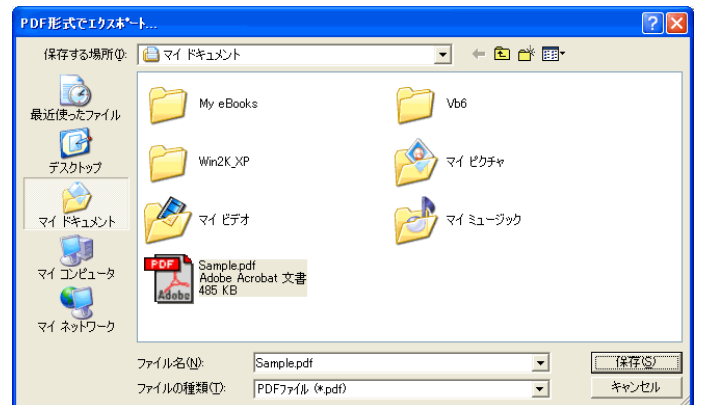 PDF形式でエクスポート...
保存する場所(I):
マイ ドキュメント
最近使ったファイル
デスクトップ
マイ ドキュメント
マイ コンピュータ
マイ ネットワーク
My eBooks
Vb6
Win2K_XP
マイ ピクチャ
マイ ビデオ
マイ ミュージック
PDF
Adobe
Sample.pdf
Adobe Acrobat 文書
485 KB
ファイル名(N):
Sample.pdf
保存(S)
ファイルの種類(T):
PDFファイル (*.pdf)
キャンセル